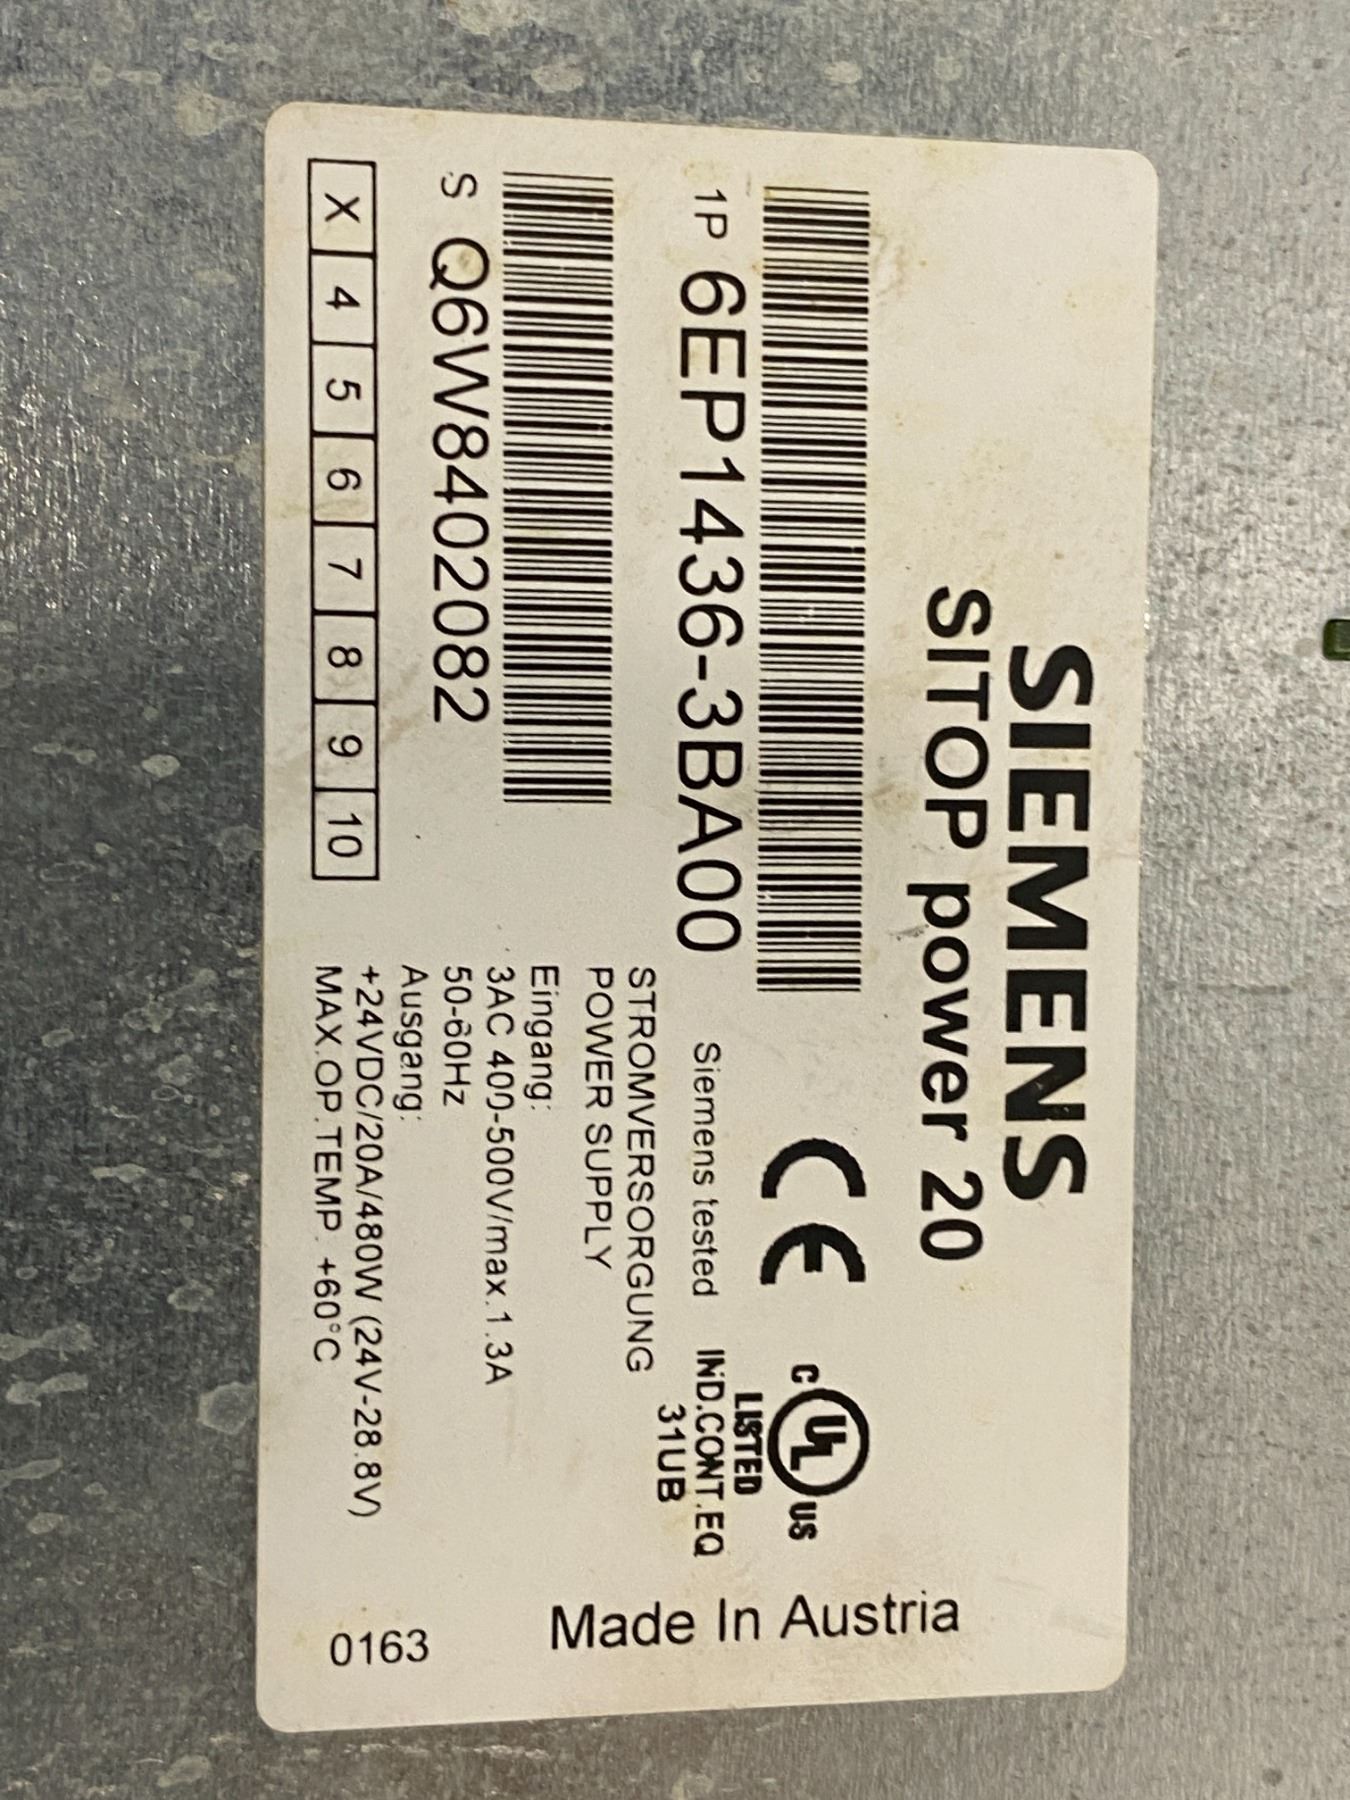 SIEMENS
SITOP power 20
1P 6EP1436-3BA00
Siemens tested
C UL US
LISTED
IND.CONT.EQ
31UB
S Q6W8402082
STROMVERSORGUNG
POWER SUPPLY
Eingang:
3AC 400-500V/max.1.3A
50-60Hz
Ausgang:
+24VDC/20A/480W (24V-28.8V)
MAX.OP.TEMP. +60°C
X 4 5 6 7 8 9 10
Made In Austria
0163